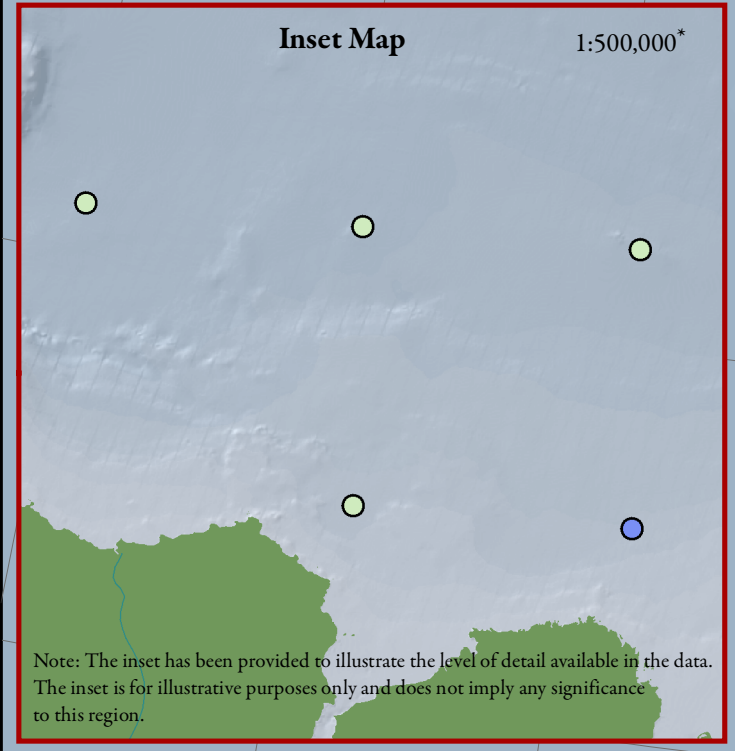 Inset Map
1:500,000*
Note: The inset has been provided to illustrate the level of detail available in the data.
The inset is for illustrative purposes only and does not imply any significance
to this region.